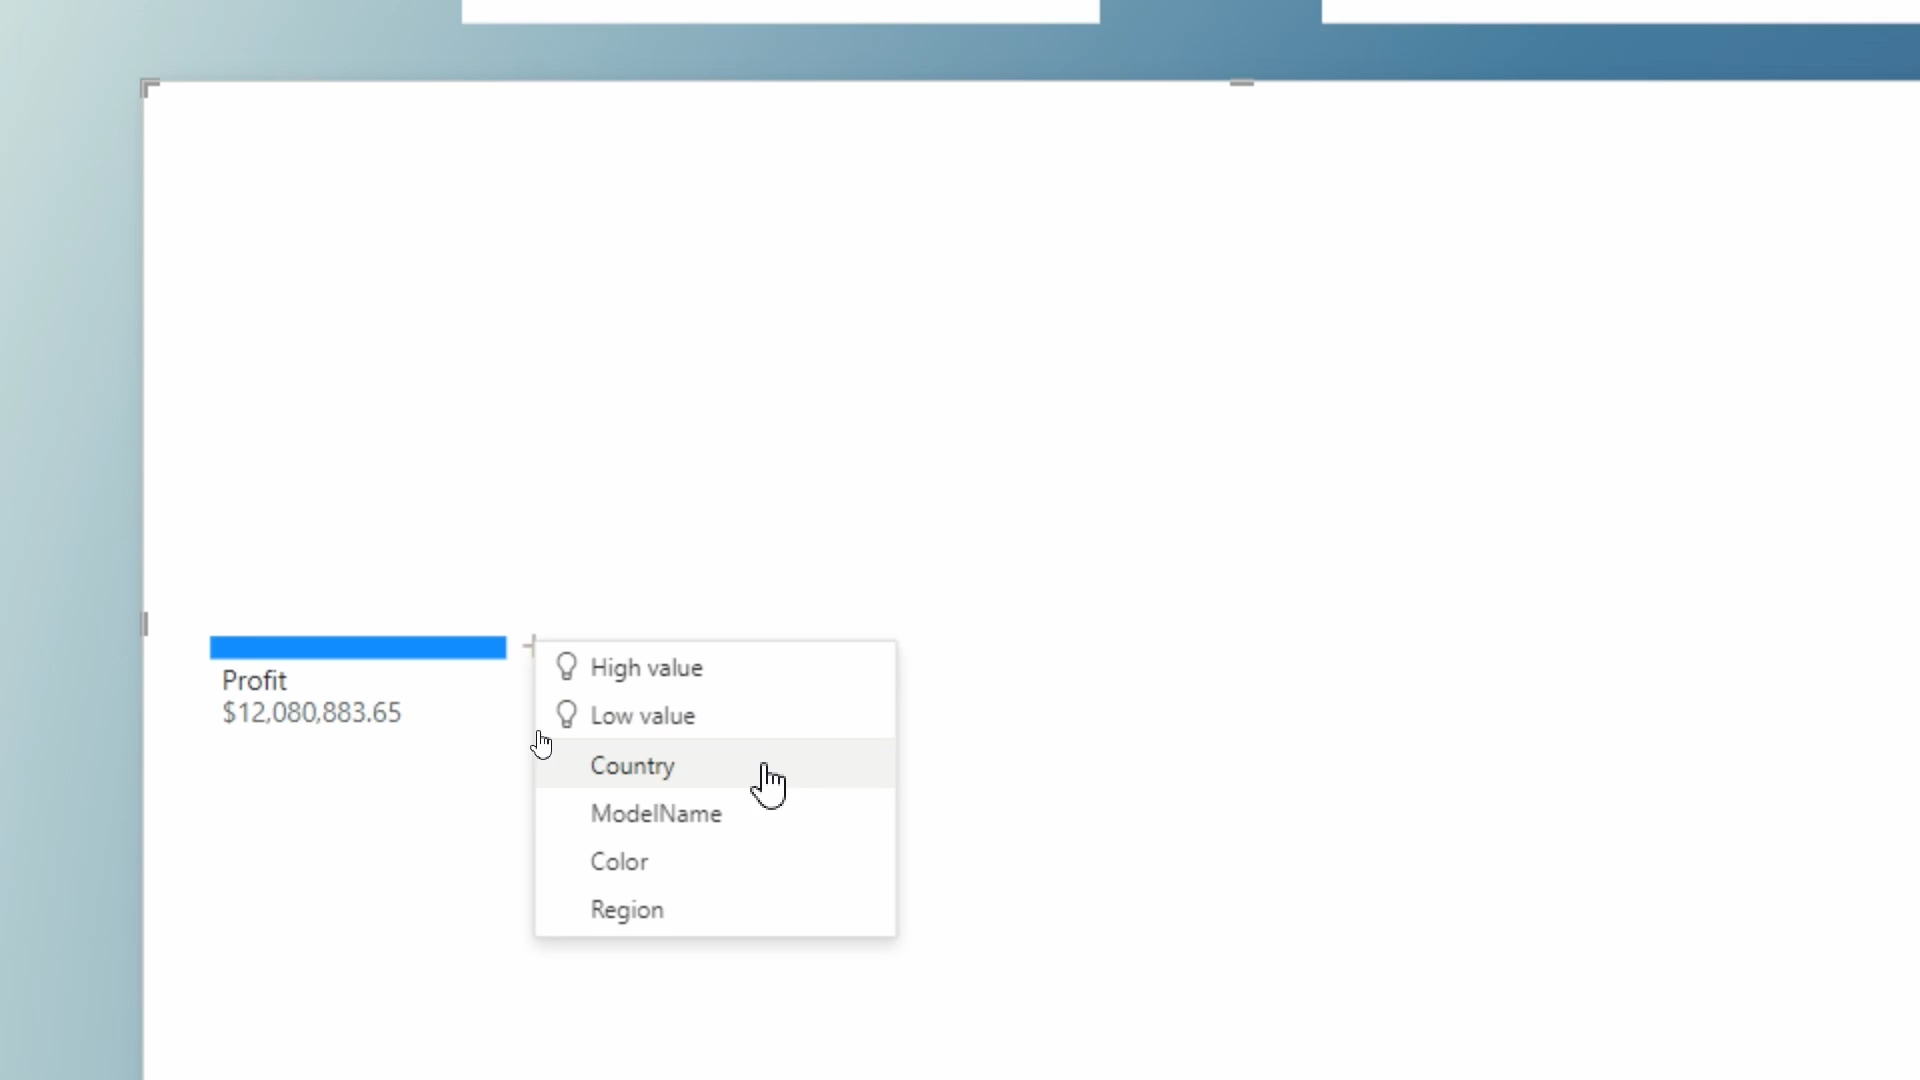 Profit
$12,080,883.65
High value
Low value
Country
ModelName
Color
Region